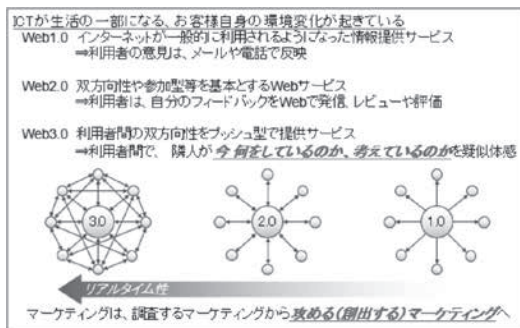 ICTが生活の一部になる、お客様自身の環境変化が起きている
Web1.0 インターネットが一般的に利用されるようになった情報提供サービス
⇒利用者の意見は、メールや電話で反映
Web2.0 双方向性や参加型等を基本とするWebサービス
⇒利用者は、自分のフィードバックをWebで発信、レビューや評価
Web3.0 利用者間の双方向性をプッシュ型で提供サービス
⇒利用者間で、隣人が今何をしているのか、考えているのかを疑似体感
3.0 2.0 1.0
リアルタイム性
マーケティングは、調査するマーケティングから攻める(創出する)マーケティングへ